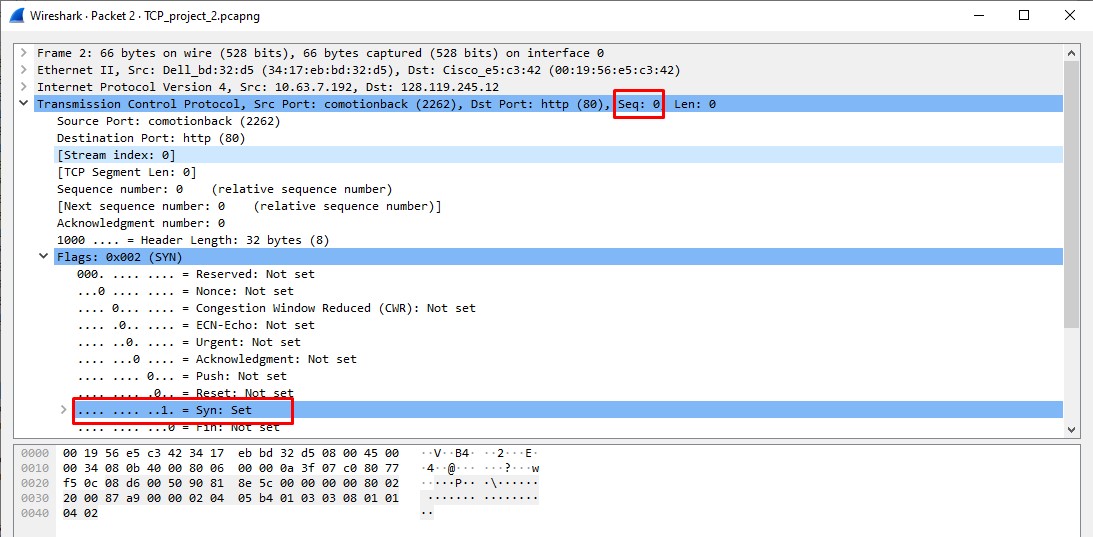 Wireshark · Packet 2 · TCP_project_2.pcapng
Frame 2: 66 bytes on wire (528 bits), 66 bytes captured (528 bits) on interface 0
Ethernet II, Src: Dell_bd:32:d5 (34:17:eb:bd:32:d5), Dst: Cisco_e5:c3:42 (00:19:56:e5:c3:42)
Internet Protocol Version 4, Src: 10.63.7.192, Dst: 128.119.245.12
Transmission Control Protocol, Src Port: comotionback (2262), Dst Port: http (80), Seq: 0, Len: 0
Source Port: comotionback (2262)
Destination Port: http (80)
[Stream index: 0]
[TCP Segment Len: 0]
Sequence number: 0    (relative sequence number)
[Next sequence number: 0    (relative sequence number)]
Acknowledgment number: 0
1000 .... = Header Length: 32 bytes (8)
Flags: 0x002 (SYN)
000. .... .... = Reserved: Not set
...0 .... .... = Nonce: Not set
.... 0... .... = Congestion Window Reduced (CWR): Not set
.... .0.. .... = ECN-Echo: Not set
.... ..0. .... = Urgent: Not set
.... ...0 .... = Acknowledgment: Not set
.... .... 0... = Push: Not set
.... .... .0.. = Reset: Not set
.... .... ..1. = Syn: Set
.... .... ...0 = Fin: Not set
0000 00 19 56 e5 c3 42 34 17 eb bd 32 d5 08 00 45 00 ··V··B4· ··2···E·
0010 00 34 08 0b 40 00 80 06 00 00 0a 3f 07 c0 80 77 ·4··@··· ···?···w
0020 f5 0c 08 d6 00 50 90 81 8e 5c 00 00 00 00 80 02 ·····P·· ·\······
0030 20 00 87 a9 00 00 02 04 05 b4 01 03 03 08 01 01 ········ ········
0040 04 02 ··